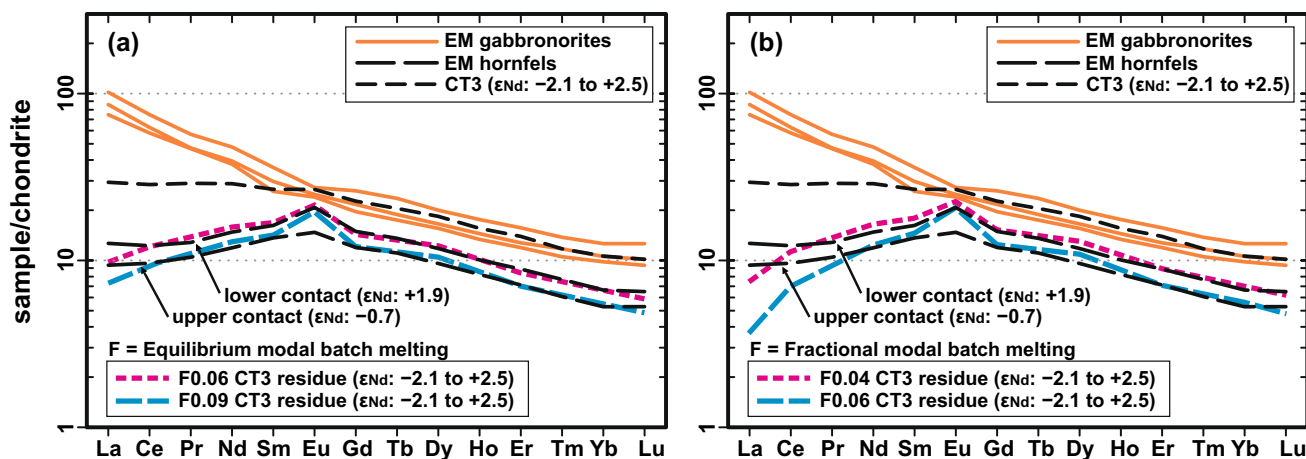 (a)
EM gabbronorites
EM hornfels
CT3 (εNd: −2.1 to +2.5)
100
10
1
sample/chondrite
lower contact (εNd: +1.9)
upper contact (εNd: −0.7)
F = Equilibrium modal batch melting
F0.06 CT3 residue (εNd: −2.1 to +2.5)
F0.09 CT3 residue (εNd: −2.1 to +2.5)
La Ce Pr Nd Sm Eu Gd Tb Dy Ho Er Tm Yb Lu
(b)
EM gabbronorites
EM hornfels
CT3 (εNd: −2.1 to +2.5)
100
10
1
lower contact (εNd: +1.9)
upper contact (εNd: −0.7)
F = Fractional modal batch melting
F0.04 CT3 residue (εNd: −2.1 to +2.5)
F0.06 CT3 residue (εNd: −2.1 to +2.5)
La Ce Pr Nd Sm Eu Gd Tb Dy Ho Er Tm Yb Lu